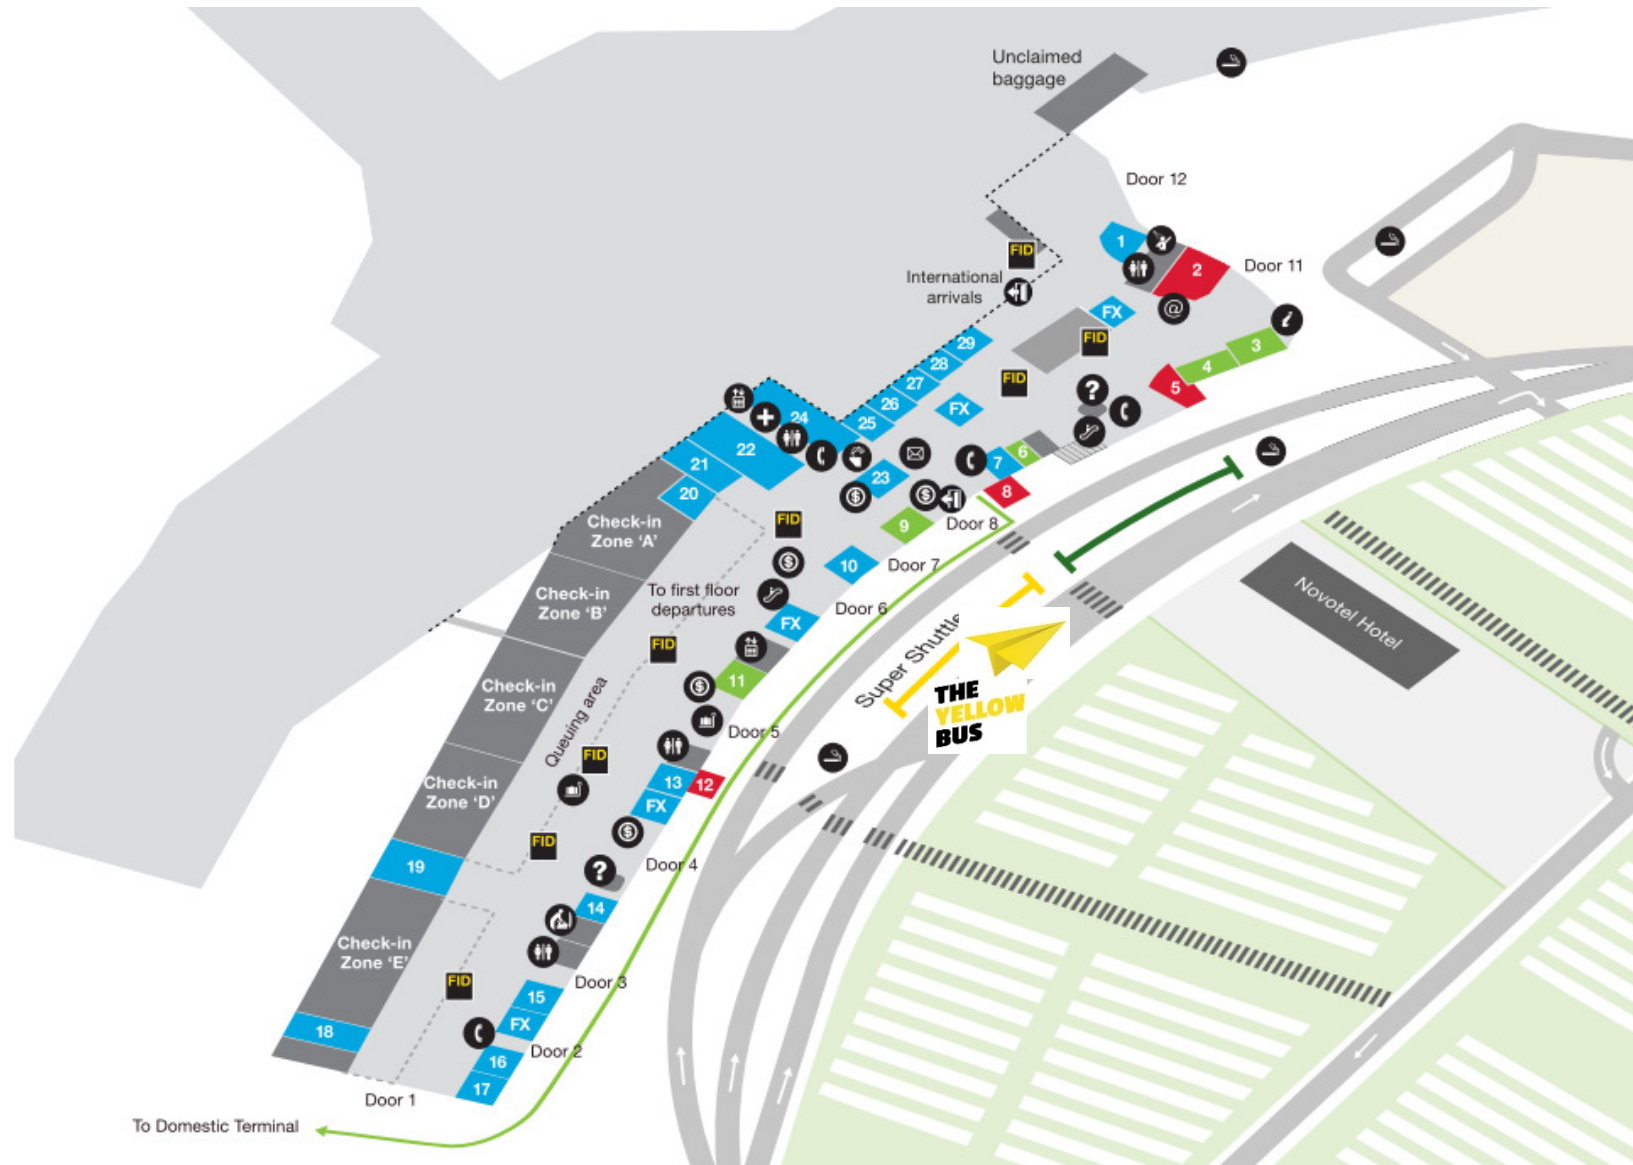 Unclaimed
baggage
Door 12
1
2
Door 11
FID
International
arrivals
FX
FID
3
4
5
29
28
27
26
25
FID
FX
24
22
21
20
23
7
6
8
9
Door 8
Check-in
Zone ‘A’
FID
10
Door 7
Check-in
Zone ‘B’
To first floor
departures
Door 6
FX
FID
Super Shuttle
THE
YELLOW
BUS
Novotel Hotel
Check-in
Zone ‘C’
11
Queuing area
Door 5
FID
13
12
FX
Check-in
Zone ‘D’
FID
Door 4
19
14
Check-in
Zone ‘E’
FID
Door 3
15
FX
18
Door 2
16
17
Door 1
To Domestic Terminal